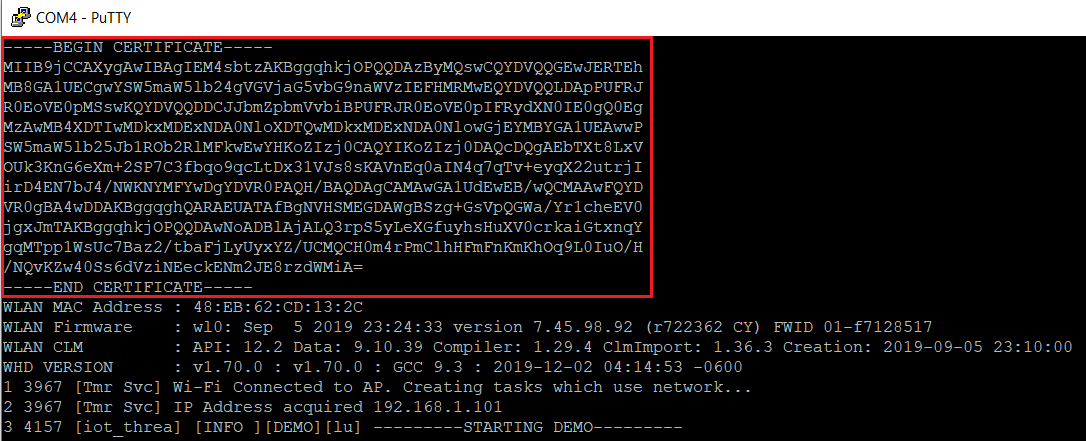 COM4 - PuTTY
-----BEGIN CERTIFICATE-----
MIIB9jCCAXygAwIBAgIEM4sbtzAKBggqhkjOPQQDAzByMQswCQYDVQQGEwJERTEh
MB8GA1UECgwYSW5maW5lb24gVGVjaG5vbG9naWVzIEFHMRMwEQYDVQQLDApPUFRJ
R0EoVE0pMSswKQYDVQQDDCJJbmZpbmVvbiBPUFRJR0EoVE0pIFRydXN0IE0gQ0Eg
MzAwMB4XDTIwMDkxMDExNDA0NloXDTQwMDkxMDExNDA0NlowGjEYMBYGA1UEAwwP
SW5maW5lb25Jb1ROb2RlMFkwEwYHKoZIzj0CAQYIKoZIzj0DAQcDQgAEbTXt8LxV
OUk3KnG6eXm+2SP7C3fbqo9qcLtDx3lVJs8sKAVnEq0aIN4q7qTv+eyqX22utrjI
irD4EN7bJ4/NWKNYMFYwDgYDVR0PAQH/BAQDAgCAMAwGA1UdEwEB/wQCMAAwFQYD
VR0gBA4wDDAKBggqghQARAEUATAfBgNVHSMEGDAWgBSzg+GsVpQGWa/Yr1cheEV0
jgxJmTAKBggqhkjOPQQDAwNoADBlAjALQ3rpS5yLeXGfuyhsHuXV0crkaiGtxnqY
gqMTpp1WsUc7Baz2/tbaFjLyUyxYZ/UCMQCH0m4rPmClhHFmFnKmKhOq9L0IuO/H
/NQvKZw40Ss6dVziNEeckENm2JE8rzdWMiA=
-----END CERTIFICATE-----
WLAN MAC Address : 48:EB:62:CD:13:2C
WLAN Firmware    : wl0: Sep  5 2019 23:24:33 version 7.45.98.92 (r722362 CY) FWID 01-f7128517
WLAN CLM         : API: 12.2 Data: 9.10.39 Compiler: 1.29.4 ClmImport: 1.36.3 Creation: 2019-09-05 23:10:00
WHD VERSION      : v1.70.0 : v1.70.0 : GCC 9.3 : 2019-12-02 04:14:53 -0600
1 3967 [Tmr Svc] Wi-Fi Connected to AP. Creating tasks which use network...
2 3967 [Tmr Svc] IP Address acquired 192.168.1.101
3 4157 [iot_threa] [INFO ][DEMO][lu] ---------STARTING DEMO---------